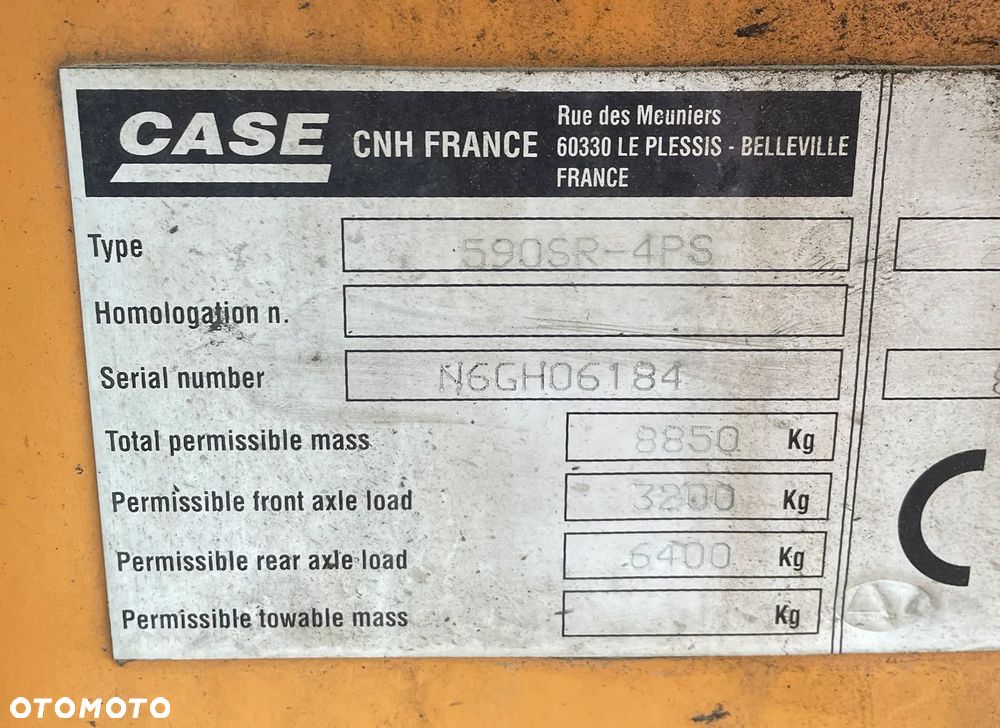 CASE
CNH FRANCE
Rue des Meuniers
60330 LE PLESSIS - BELLEVILLE
FRANCE
Type 590SR-4PS
Homologation n.
Serial number N6GH06184
Total permissible mass 8850 Kg
Permissible front axle load 3200 Kg
Permissible rear axle load 6400 Kg
Permissible towable mass Kg
OTOMOTO